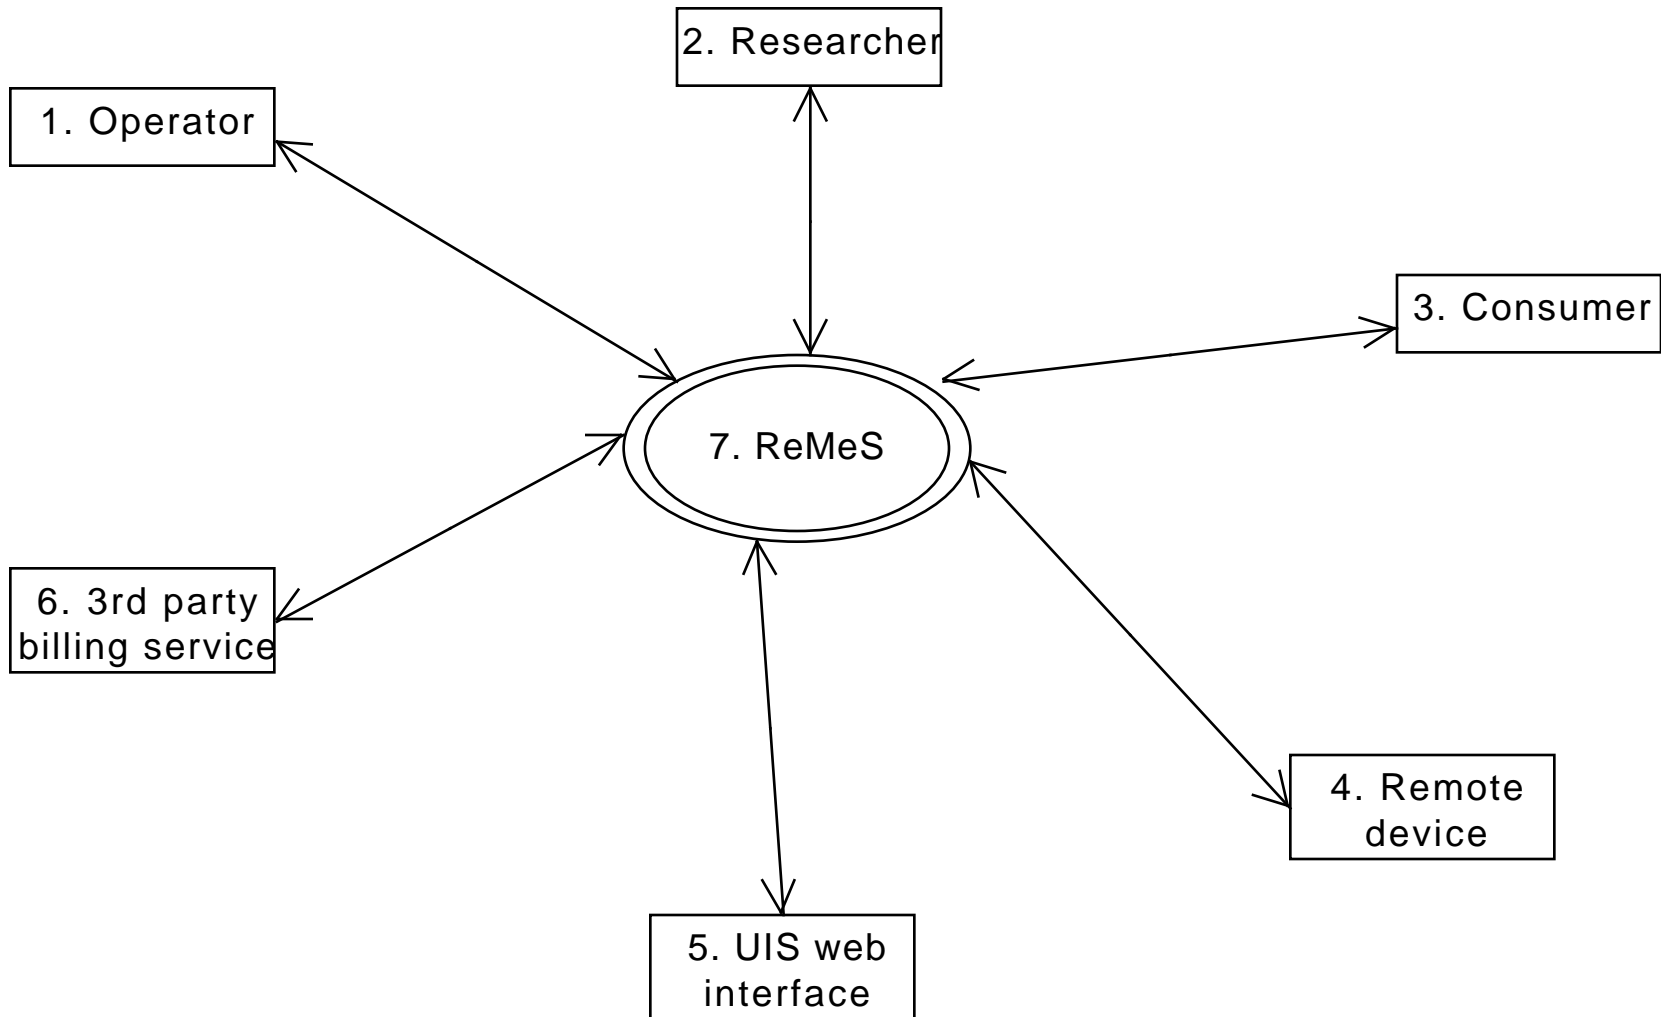 2. Researcher
1. Operator
3. Consumer
7. ReMeS
6. 3rd party
billing service
4. Remote
device
5. UIS web
interface